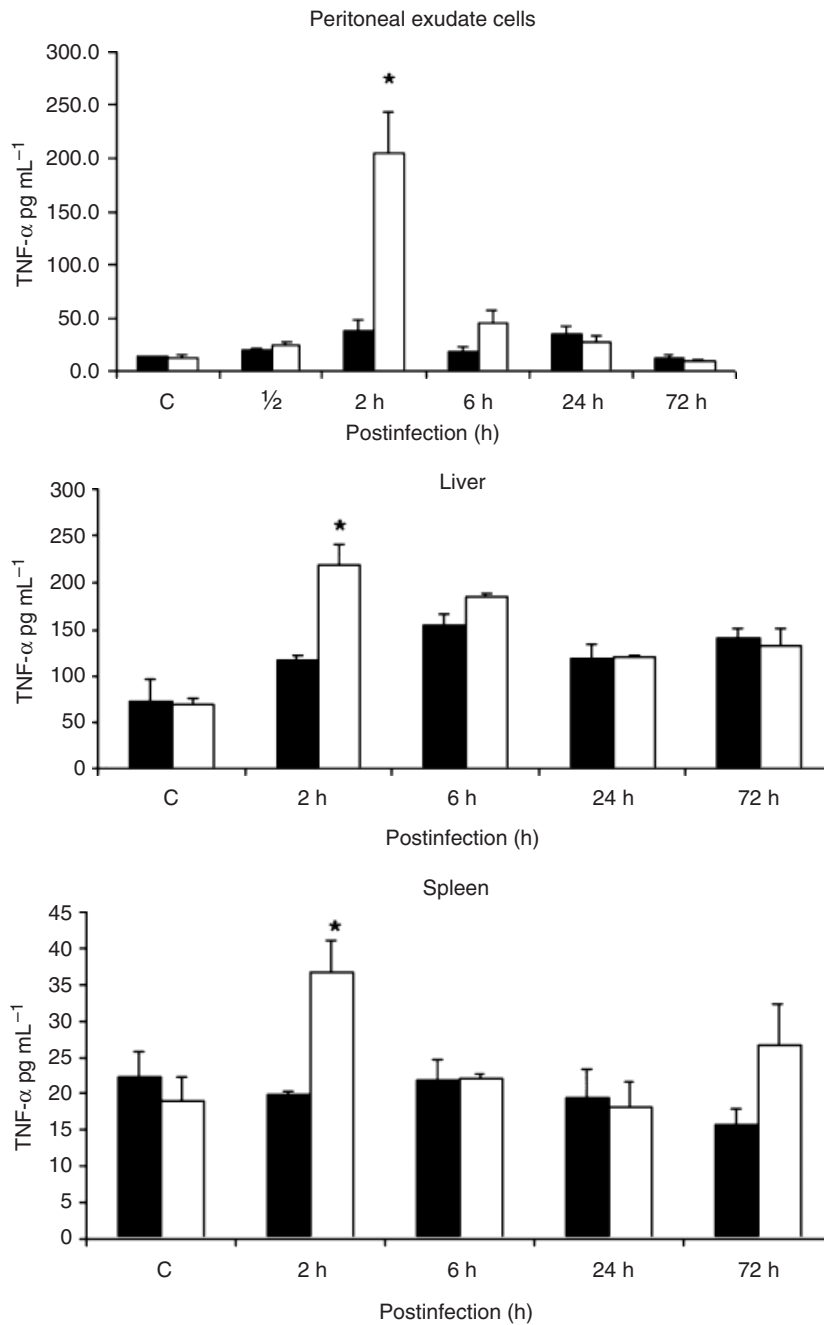 Peritoneal exudate cells
300.0
250.0
200.0
150.0
100.0
50.0
0.0
TNF-α pg mL⁻¹
*
C ½ 2 h 6 h 24 h 72 h
Postinfection (h)
Liver
300
250
200
150
100
50
0
TNF-α pg mL⁻¹
*
C 2 h 6 h 24 h 72 h
Postinfection (h)
Spleen
45
40
35
30
25
20
15
10
5
0
TNF-α pg mL⁻¹
*
C 2 h 6 h 24 h 72 h
Postinfection (h)